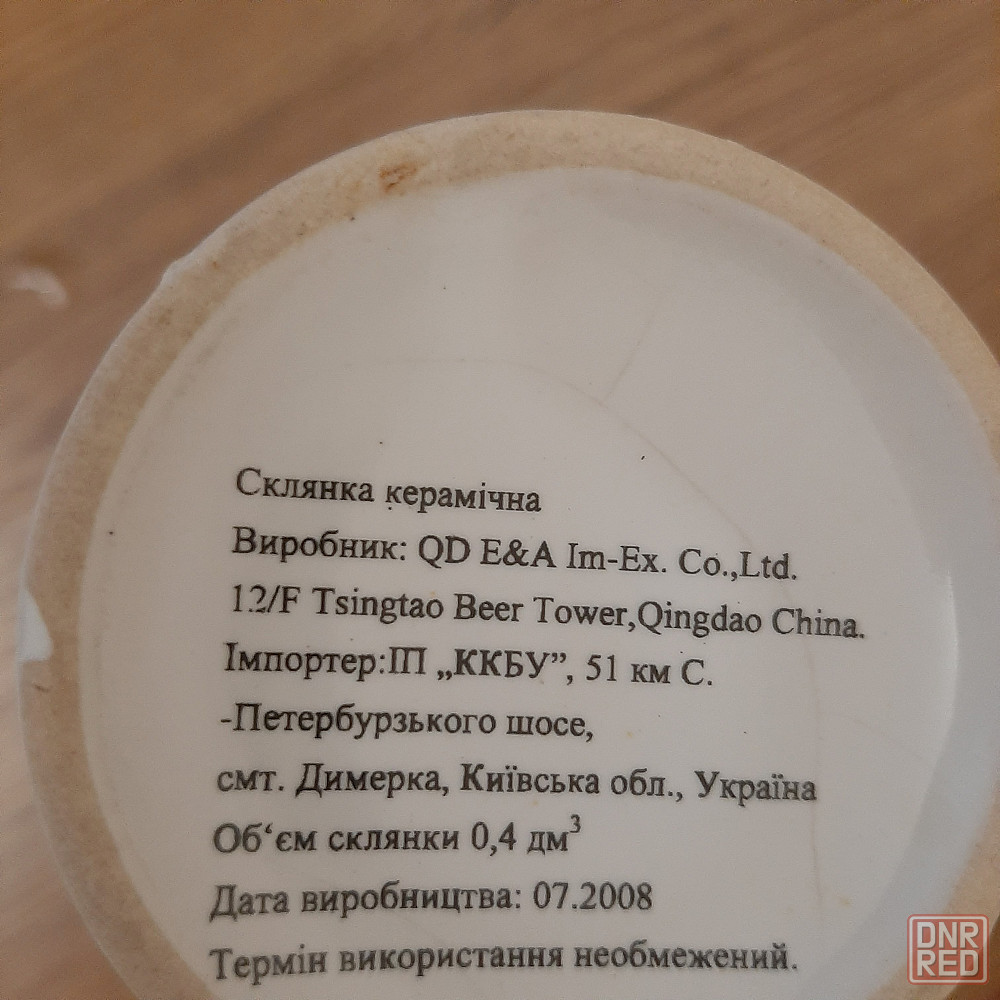 Склянка керамічна
Виробник: QD E&A Im-Ex. Co.,Ltd.
12/F Tsingtao Beer Tower,Qingdao China.
Імпортер:ІП „ККБУ”, 51 км С.
-Петербурзького шосе,
смт. Димерка, Київська обл., Україна
Об‘єм склянки 0,4 дм³
Дата виробництва: 07.2008
Термін використання необмежений.
DNR
RED